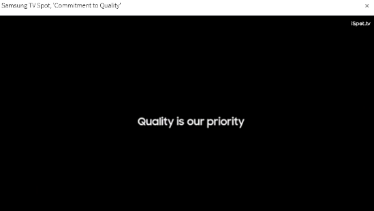 Samsung TV Spot, 'Commitment to Quality'
×
iSpot.tv
Quality is our priority